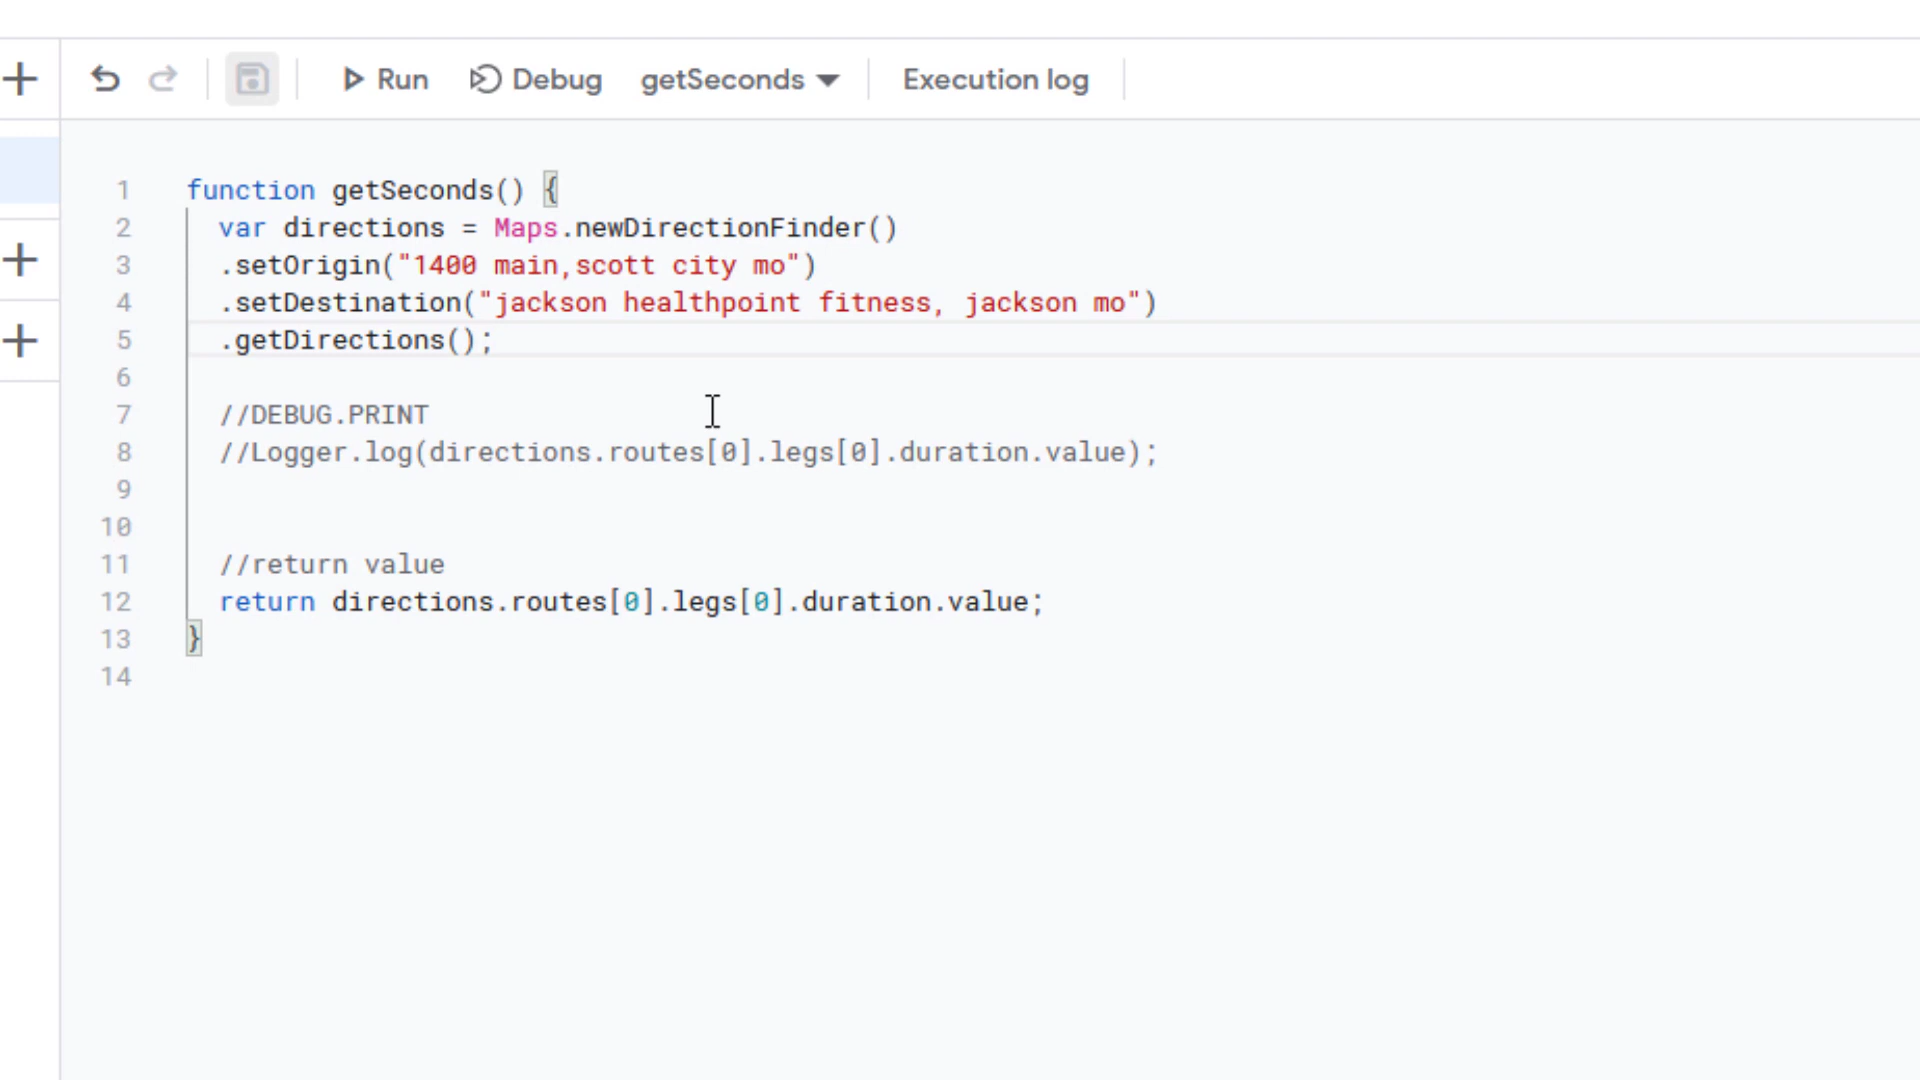 Run Debug getSeconds Execution log
1 function getSeconds() {
2 var directions = Maps.newDirectionFinder()
3 .setOrigin("1400 main,scott city mo")
4 .setDestination("jackson healthpoint fitness, jackson mo")
5 .getDirections();
6
7 //DEBUG.PRINT
8 //Logger.log(directions.routes[0].legs[0].duration.value);
9
10
11 //return value
12 return directions.routes[0].legs[0].duration.value;
13 }
14